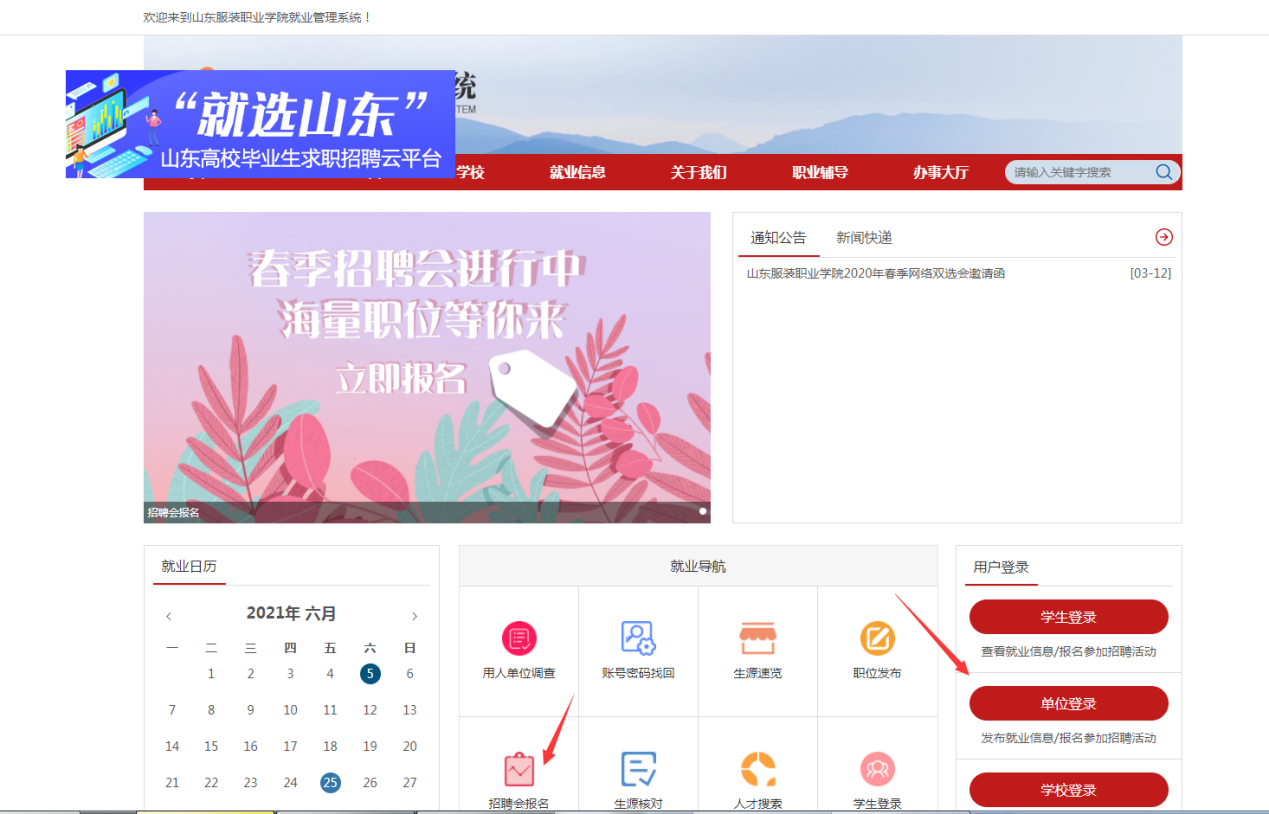 欢迎来到山东服装职业学院就业管理系统！
统
TEM
“就选山东”
山东高校毕业生求职招聘云平台
学校 就业信息 关于我们 职业辅导 办事大厅 请输入关键字搜索
春季招聘会进行中
海量职位等你来
立即报名
招聘会报名
通知公告 新闻快递
山东服装职业学院2020年春季网络双选会邀请函 [03-12]
就业日历
2021年 六月
一 二 三 四 五 六 日
1 2 3 4 5 6
7 8 9 10 11 12 13
14 15 16 17 18 19 20
21 22 23 24 25 26 27
就业导航
用人单位调查 账号密码找回 生源速览 职位发布
招聘会报名 生源核对 人才搜索 学生登录
用户登录
学生登录
查看就业信息/报名参加招聘活动
单位登录
发布就业信息/报名参加招聘活动
学校登录